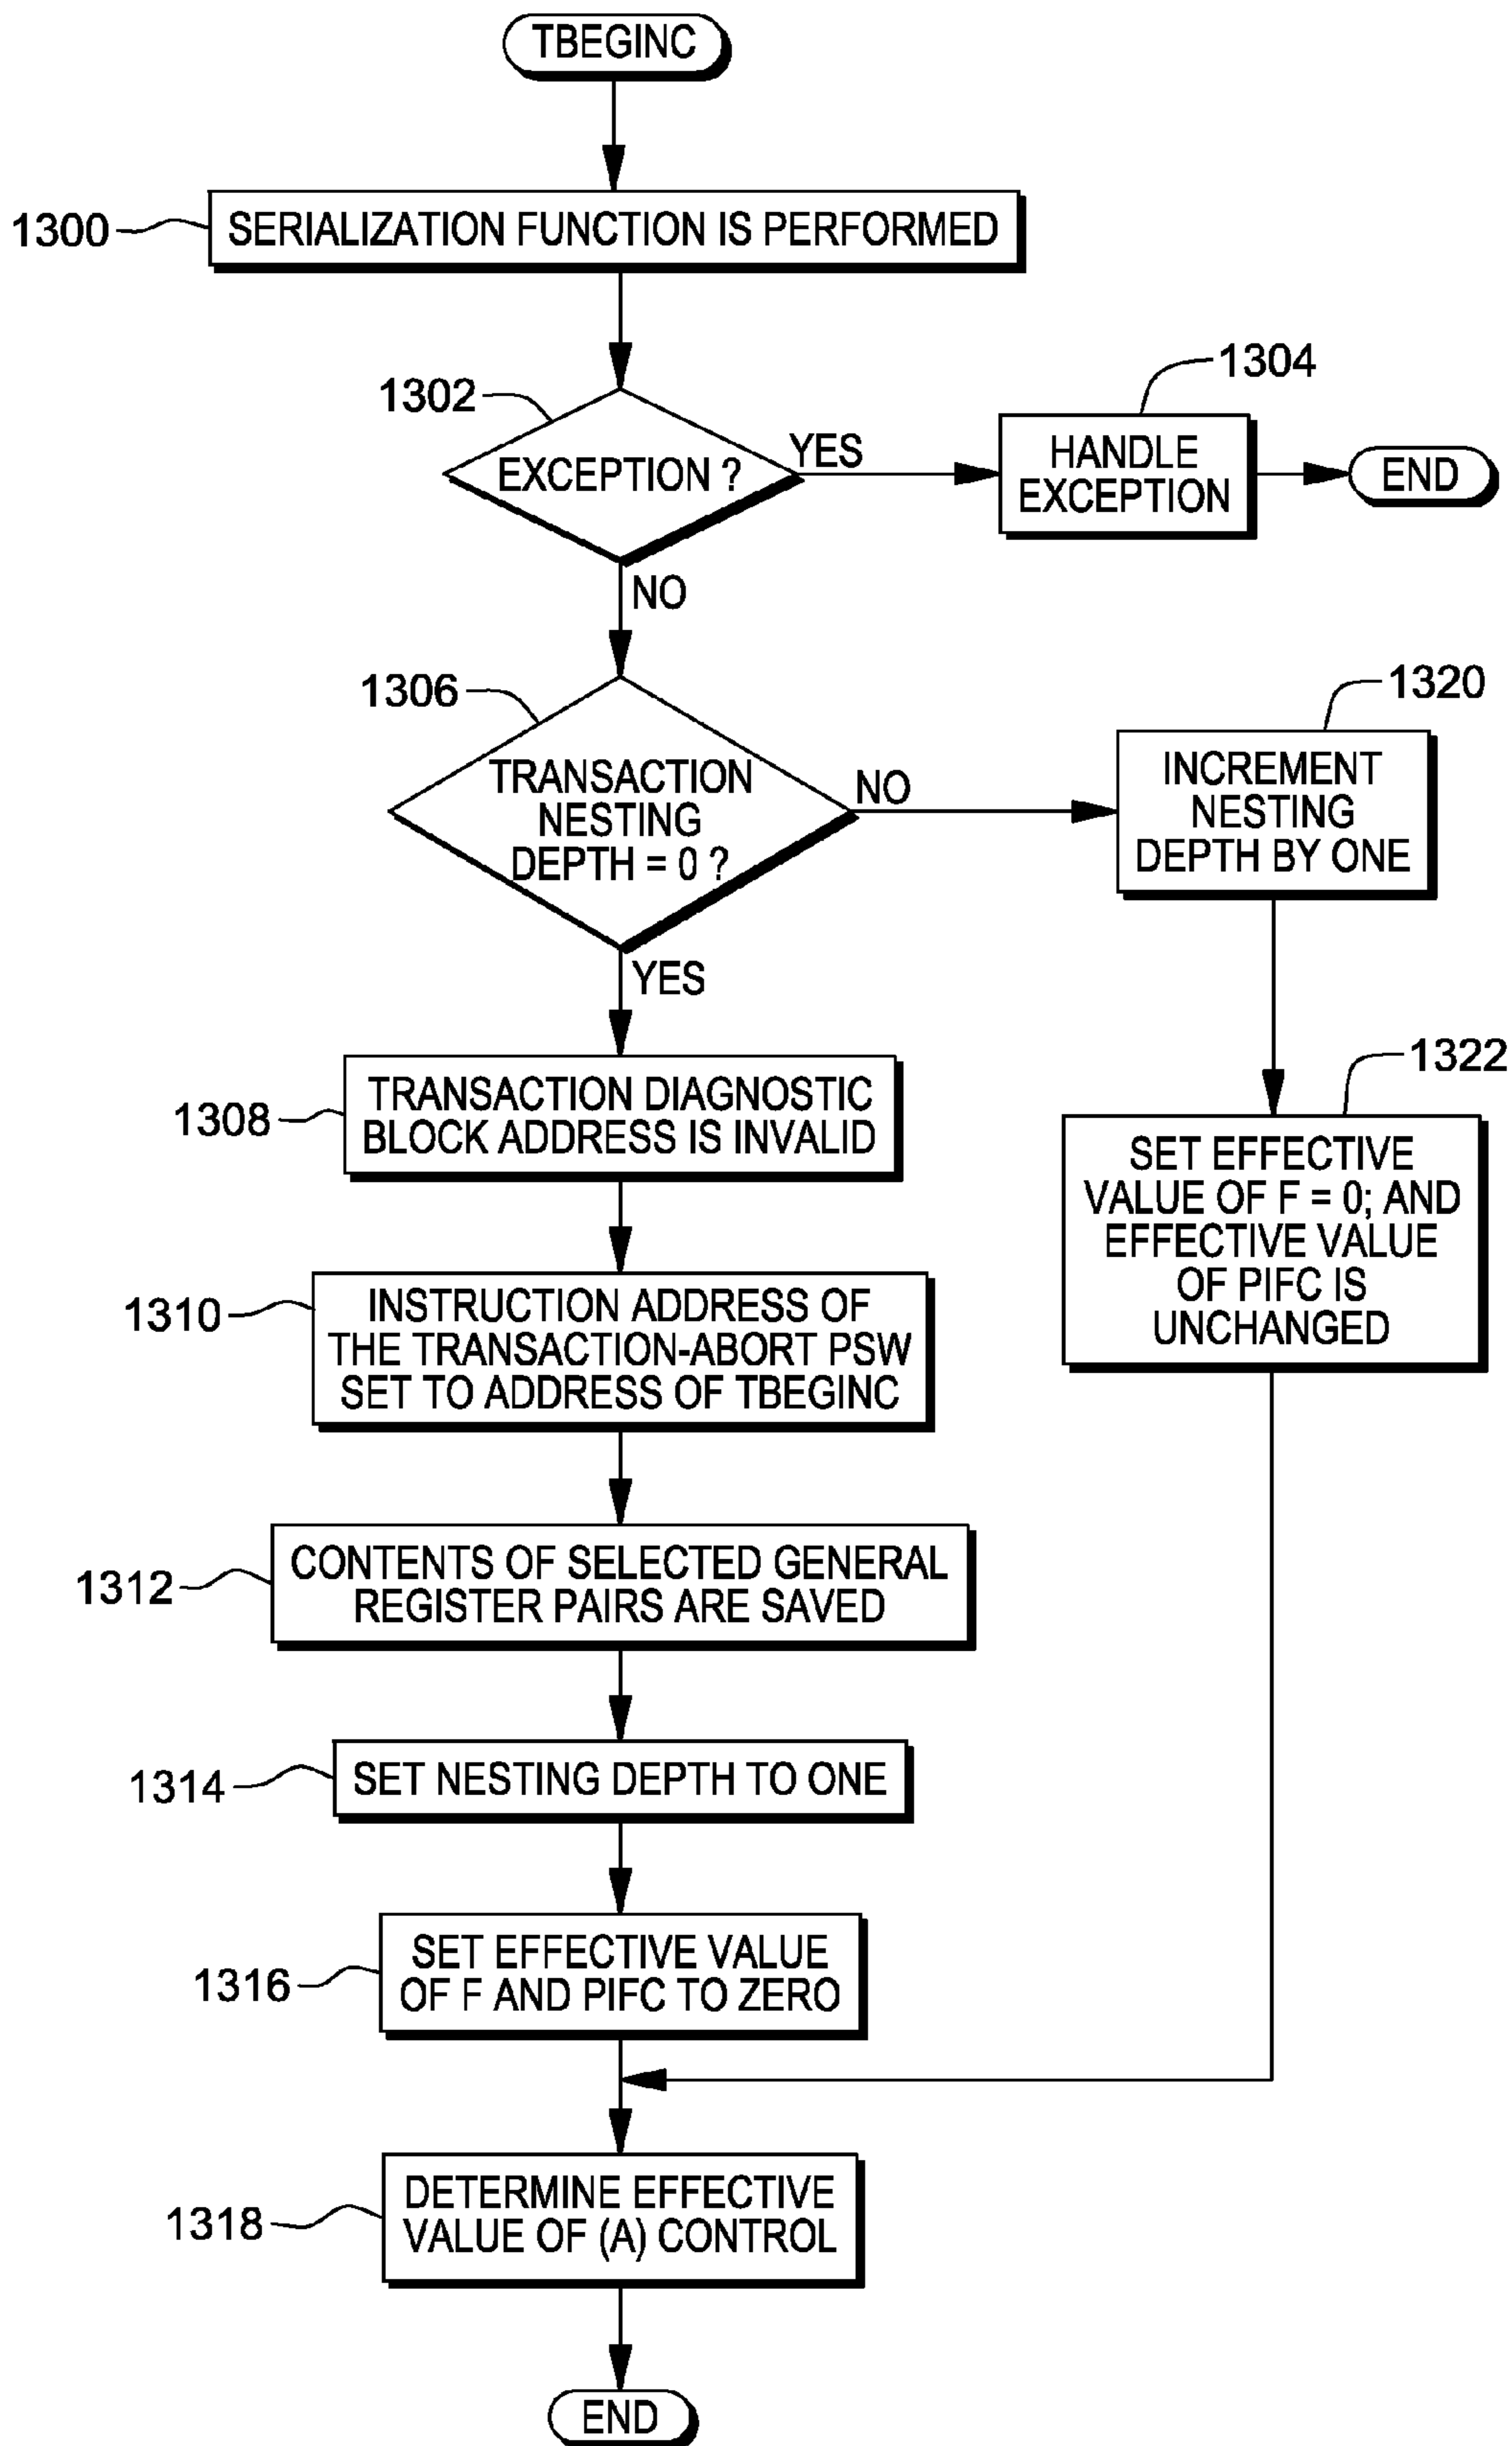 TBEGINC
1300
SERIALIZATION FUNCTION IS PERFORMED
1302
EXCEPTION ?
YES
1304
HANDLE
EXCEPTION
END
NO
1306
TRANSACTION
NESTING
DEPTH = 0 ?
NO
1320
INCREMENT
NESTING
DEPTH BY ONE
YES
1322
SET EFFECTIVE
VALUE OF F = 0; AND
EFFECTIVE VALUE
OF PIFC IS
UNCHANGED
1308
TRANSACTION DIAGNOSTIC
BLOCK ADDRESS IS INVALID
1310
INSTRUCTION ADDRESS OF
THE TRANSACTION-ABORT PSW
SET TO ADDRESS OF TBEGINC
1312
CONTENTS OF SELECTED GENERAL
REGISTER PAIRS ARE SAVED
1314
SET NESTING DEPTH TO ONE
1316
SET EFFECTIVE VALUE
OF F AND PIFC TO ZERO
1318
DETERMINE EFFECTIVE
VALUE OF (A) CONTROL
END